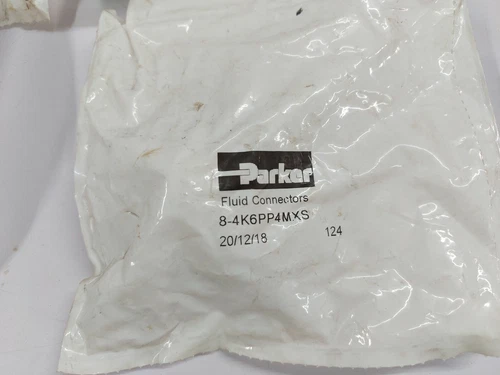 Parker
Fluid Connectors
8-4K6PP4MXS
20/12/18 124